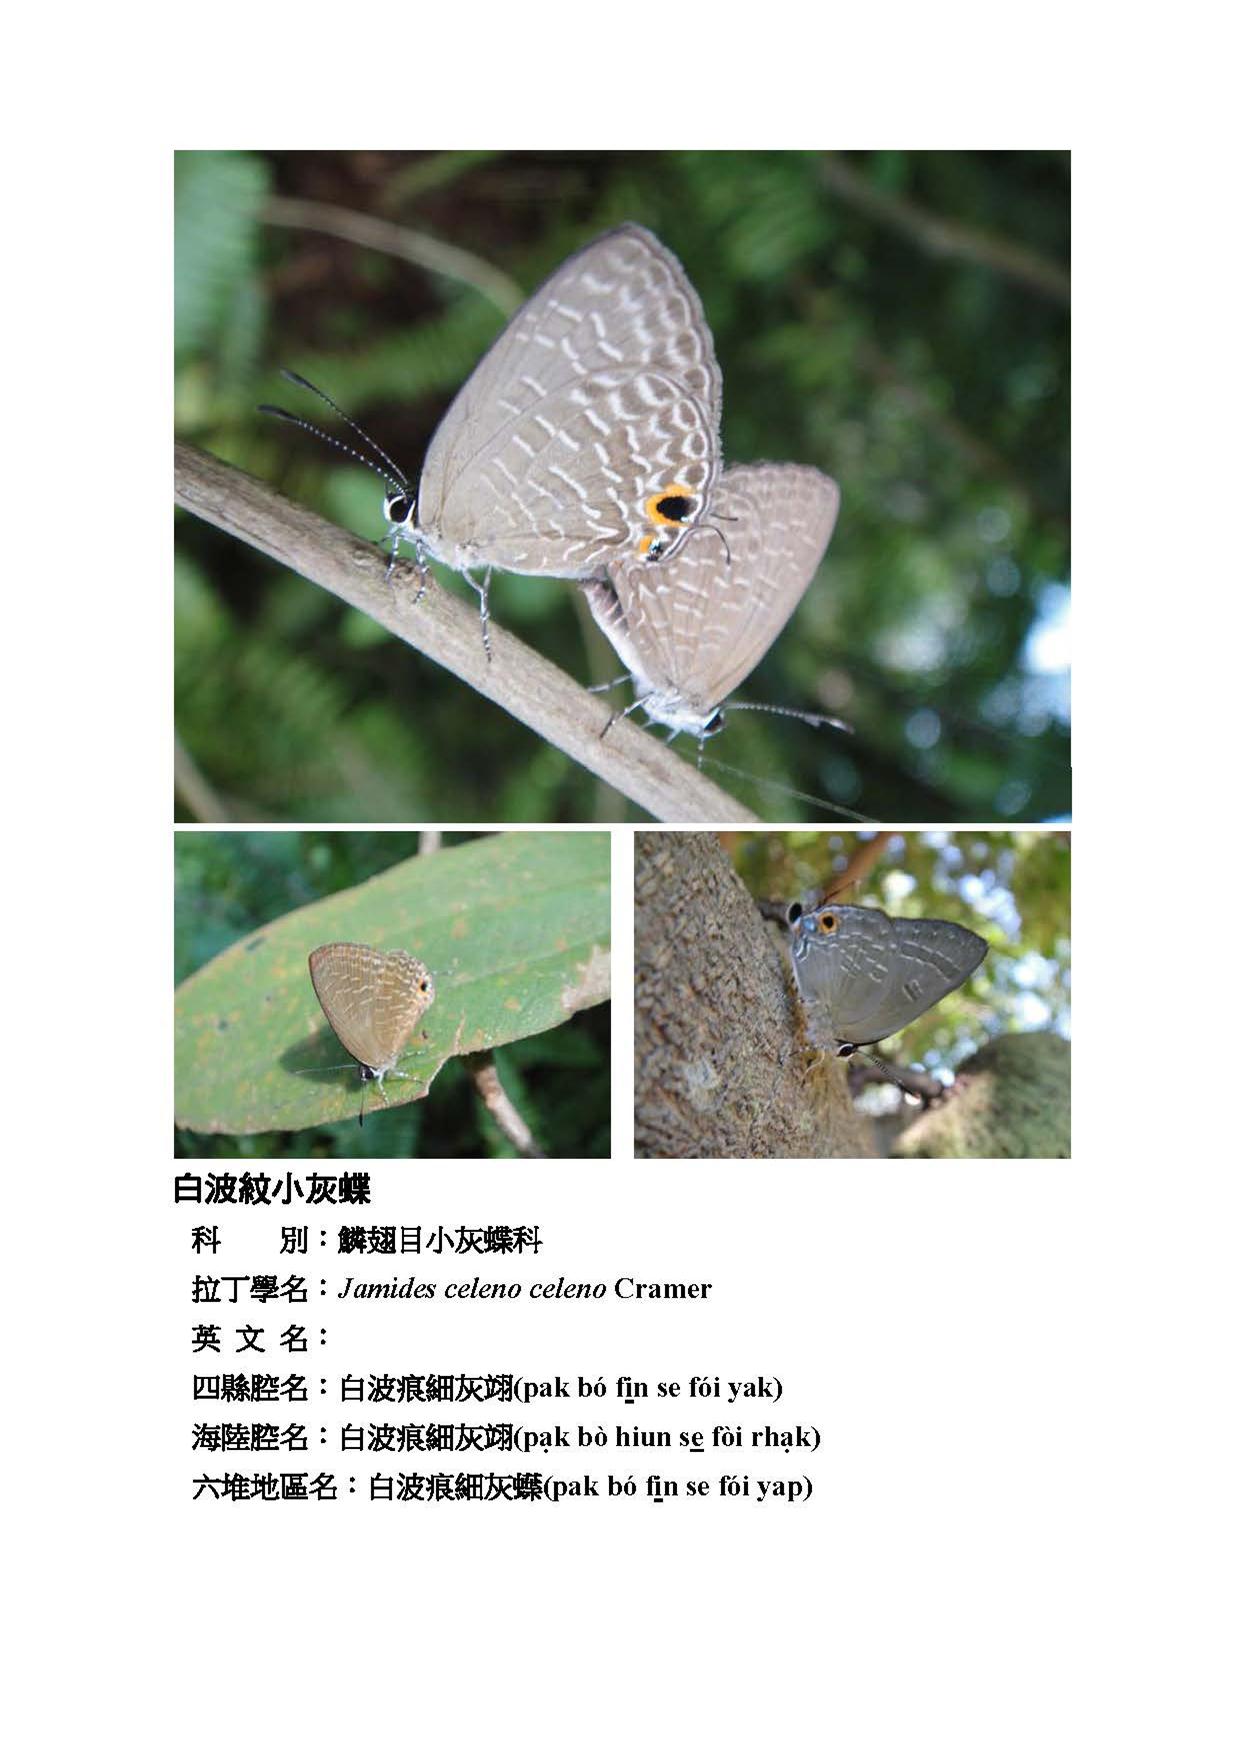 白波紋小灰蝶
科　　別：鱗翅目小灰蝶科
拉丁學名：Jamides celeno celeno Cramer
英 文 名：
四縣腔名：白波痕細灰翊(pak bó fi̲n se fói yak)
海陸腔名：白波痕細灰翊(pạk bò hiun se̲ fòi rhạk)
六堆地區名：白波痕細灰蝶(pak bó fi̲n se fói yap)